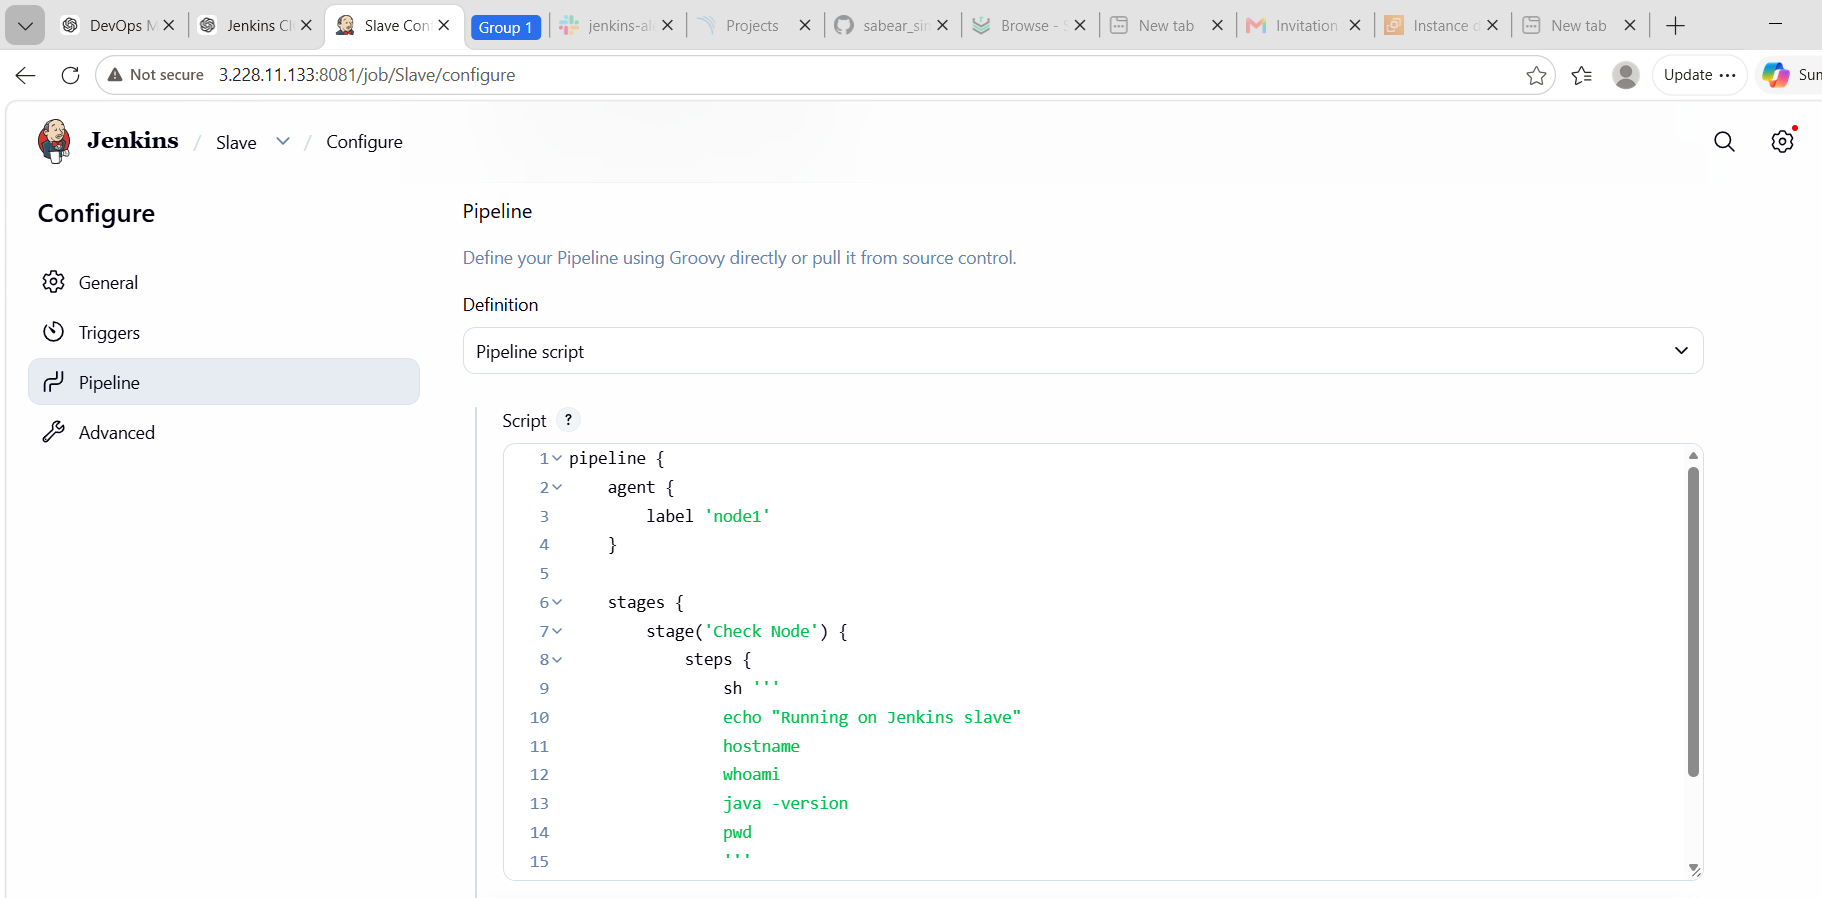 DevOps M
Jenkins Cl
Slave Con
Group 1
jenkins-al
Projects
sabear_sim
Browse - S
New tab
Invitation
Instance d
New tab
Not secure
3.228.11.133:8081/job/Slave/configure
Update
Sum
Jenkins / Slave / Configure
Configure
General
Triggers
Pipeline
Advanced
Pipeline
Define your Pipeline using Groovy directly or pull it from source control.
Definition
Pipeline script
Script ?
1 pipeline {
2     agent {
3         label 'node1'
4     }
5
6     stages {
7         stage('Check Node') {
8             steps {
9                 sh '''
10                 echo "Running on Jenkins slave"
11                 hostname
12                 whoami
13                 java -version
14                 pwd
15                 '''